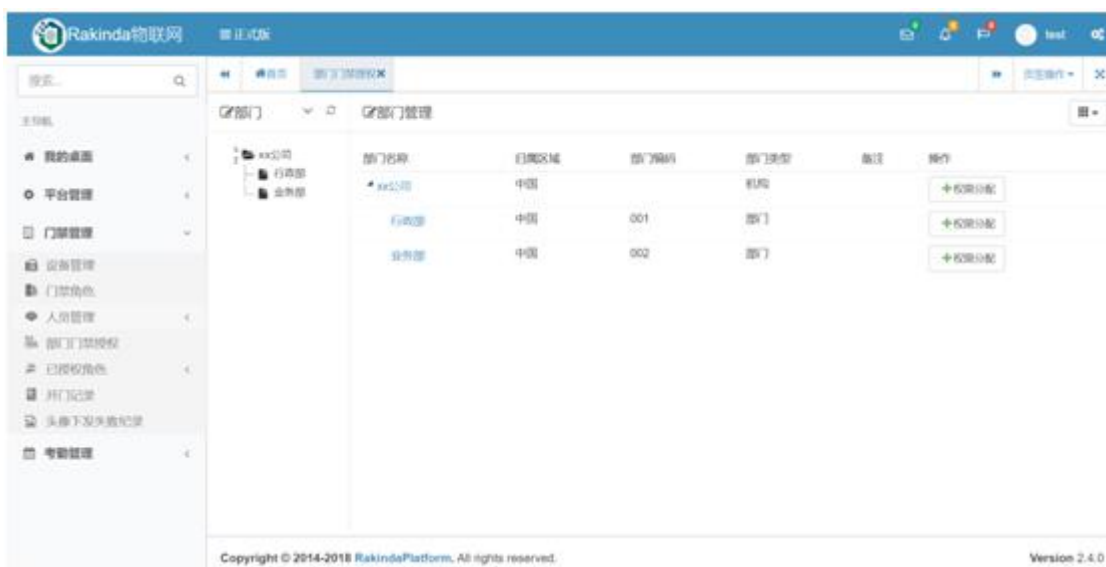 Rakinda物联网
正式版
test
搜索...
首页
部门门禁授权
页签操作
主导航
部门
部门管理
我的桌面
平台管理
门禁管理
设备管理
门禁角色
人员管理
部门门禁授权
已授权角色
开门记录
头像下发失败纪录
考勤管理
xx公司
行政部
业务部
部门名称 归属区域 部门编码 部门类型 备注 操作
xx公司 中国 机构 权限分配
行政部 中国 001 部门 权限分配
业务部 中国 002 部门 权限分配
Copyright © 2014-2018 RakindaPlatform. All rights reserved.
Version 2.4.0